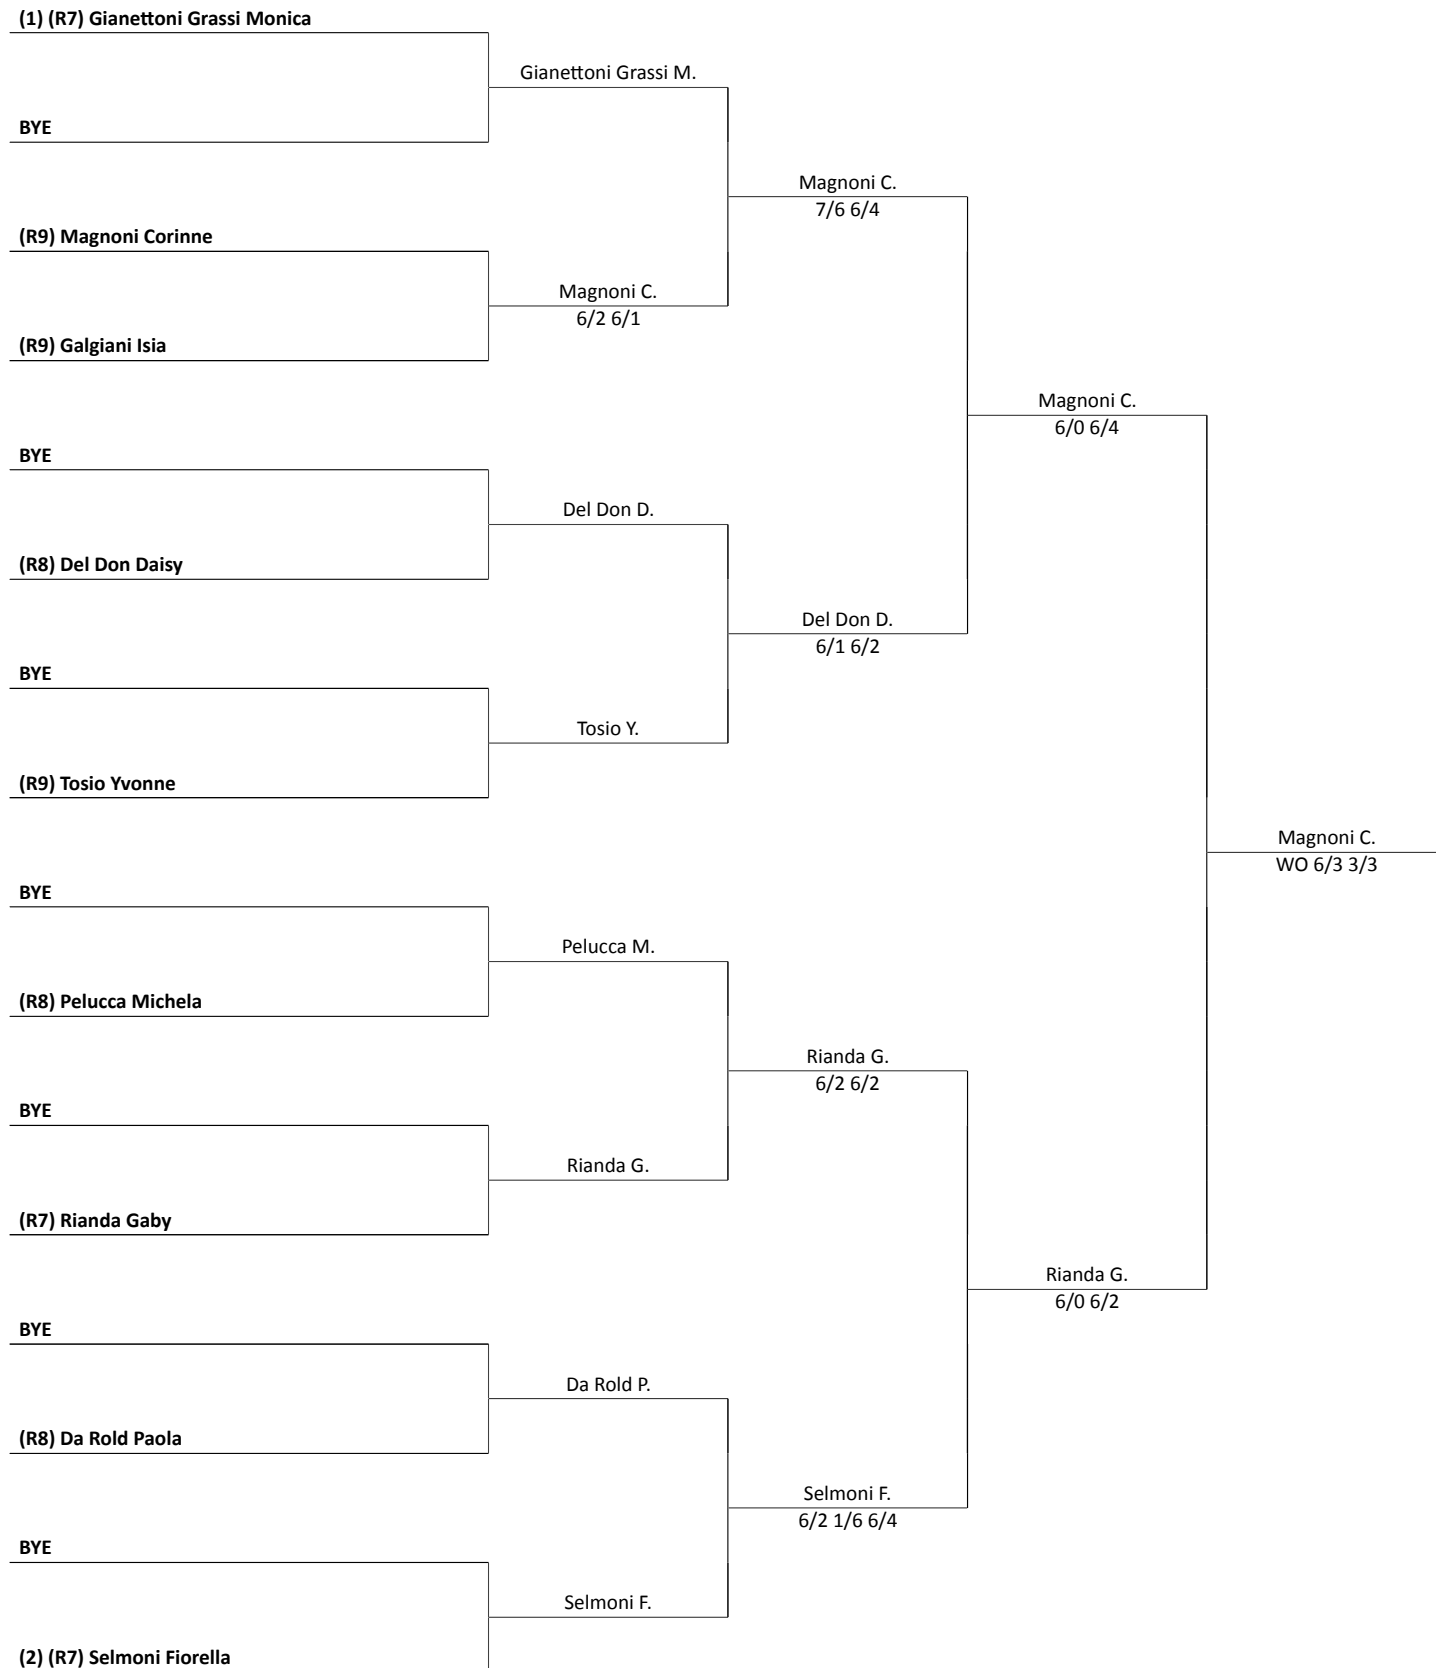 (1) (R7) Gianettoni Grassi Monica
Gianettoni Grassi M.
BYE
Magnoni C.
7/6 6/4
(R9) Magnoni Corinne
Magnoni C.
6/2 6/1
(R9) Galgiani Isia
Magnoni C.
6/0 6/4
BYE
Del Don D.
(R8) Del Don Daisy
Del Don D.
6/1 6/2
BYE
Tosio Y.
(R9) Tosio Yvonne
Magnoni C.
WO 6/3 3/3
BYE
Pelucca M.
(R8) Pelucca Michela
Rianda G.
6/2 6/2
BYE
Rianda G.
(R7) Rianda Gaby
Rianda G.
6/0 6/2
BYE
Da Rold P.
(R8) Da Rold Paola
Selmoni F.
6/2 1/6 6/4
BYE
Selmoni F.
(2) (R7) Selmoni Fiorella